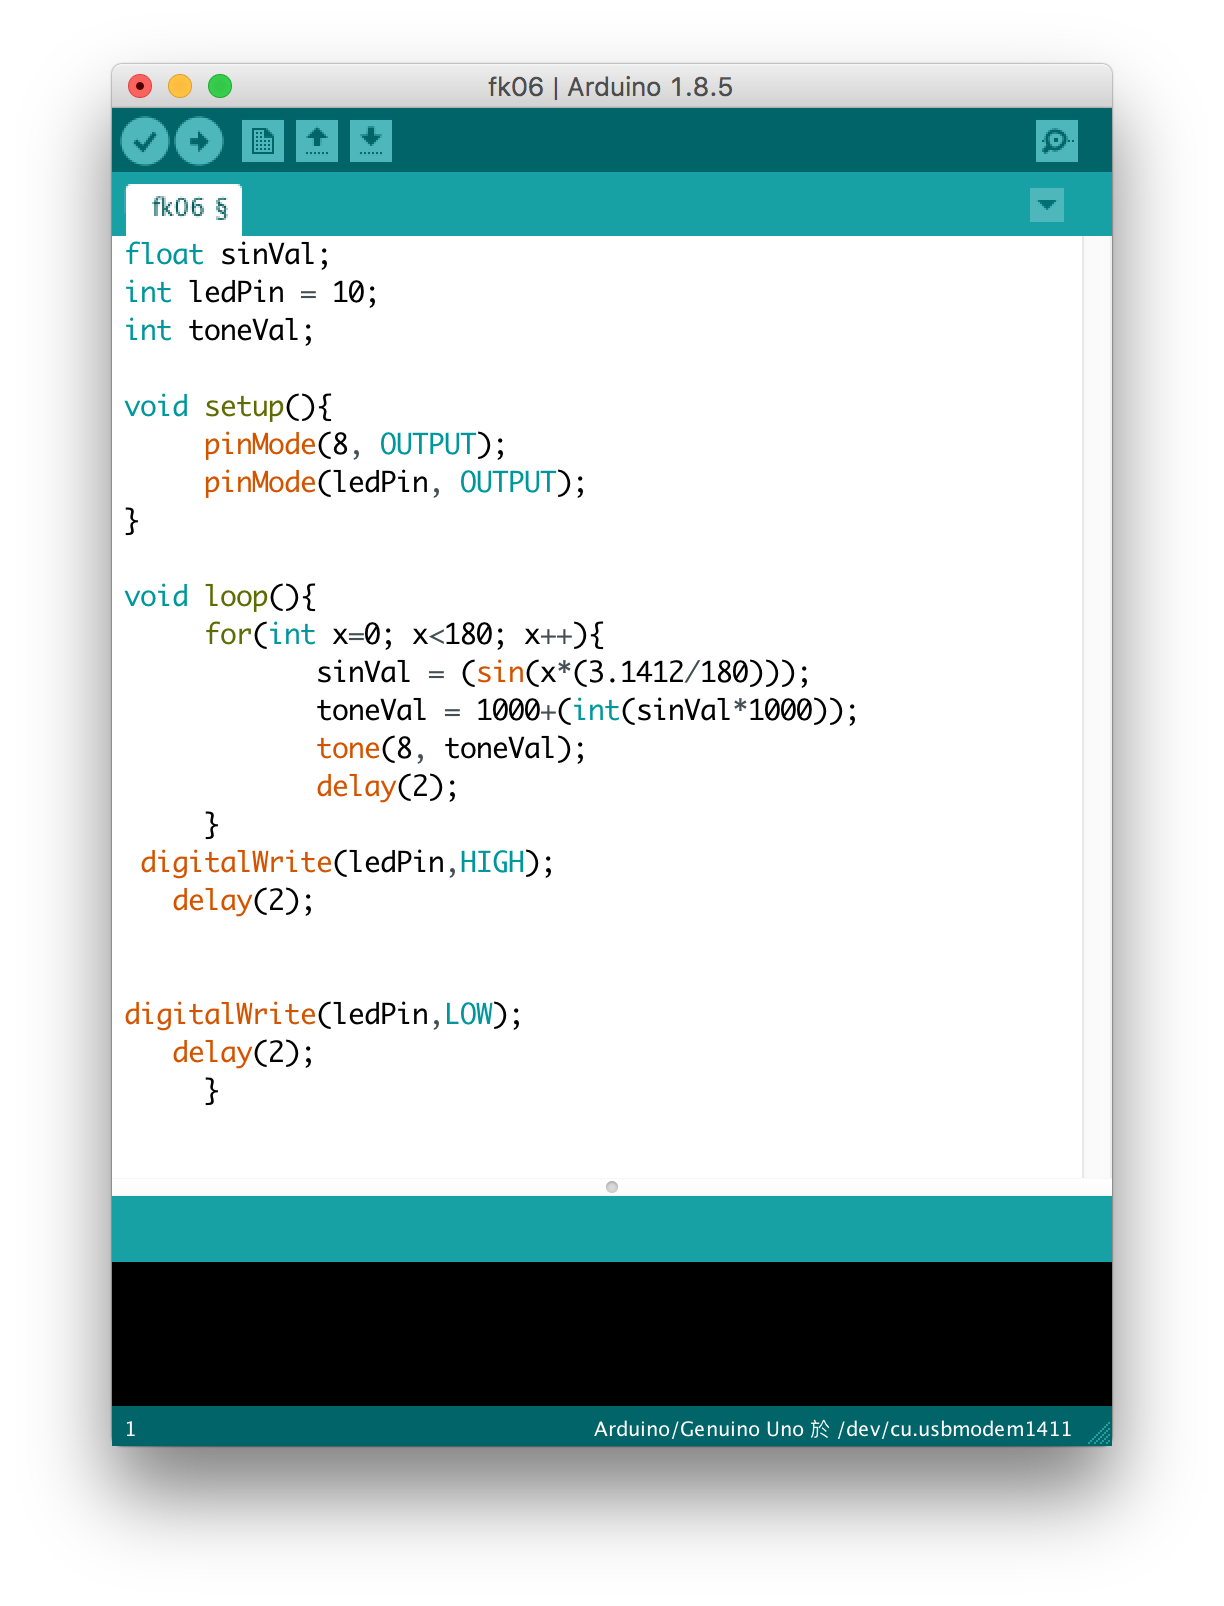 fk06 | Arduino 1.8.5
fk06 §
float sinVal;
int ledPin = 10;
int toneVal;
void setup(){
pinMode(8, OUTPUT);
pinMode(ledPin, OUTPUT);
}
void loop(){
for(int x=0; x<180; x++){
sinVal = (sin(x*(3.1412/180)));
toneVal = 1000+(int(sinVal*1000));
tone(8, toneVal);
delay(2);
}
digitalWrite(ledPin,HIGH);
delay(2);
digitalWrite(ledPin,LOW);
delay(2);
}
1
Arduino/Genuino Uno 於 /dev/cu.usbmodem1411